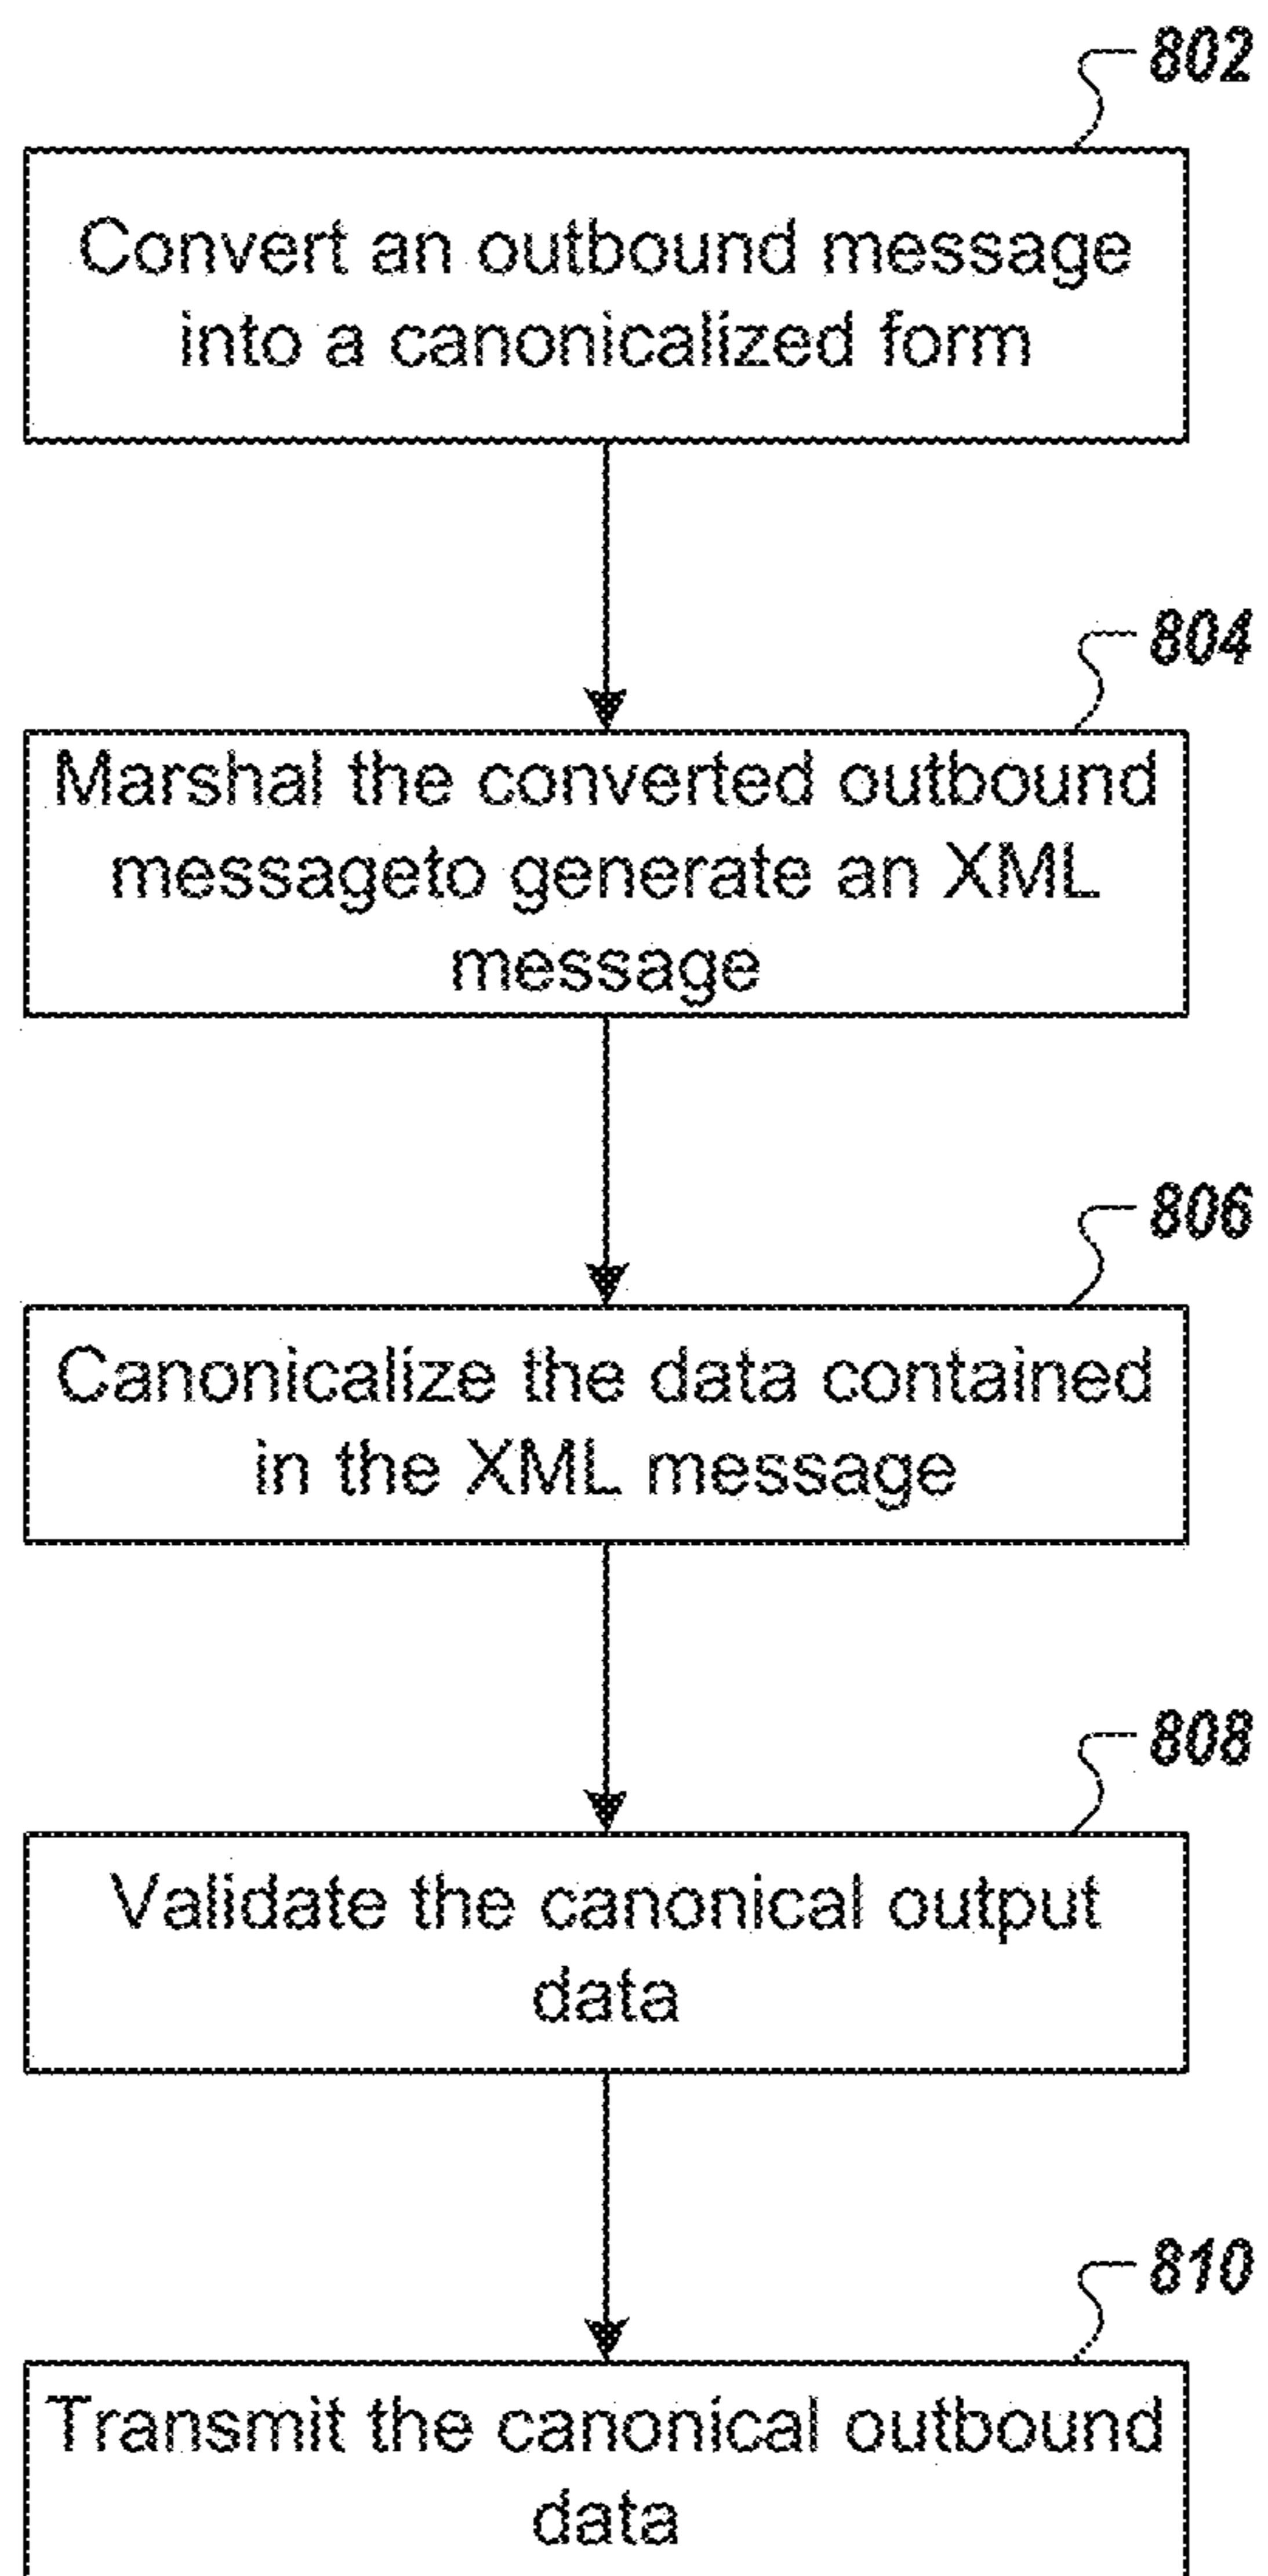 802
Convert an outbound message
into a canonicalized form
804
Marshal the converted outbound
messageto generate an XML
message
806
Canonicalize the data contained
in the XML message
808
Validate the canonical output
data
810
Transmit the canonical outbound
data